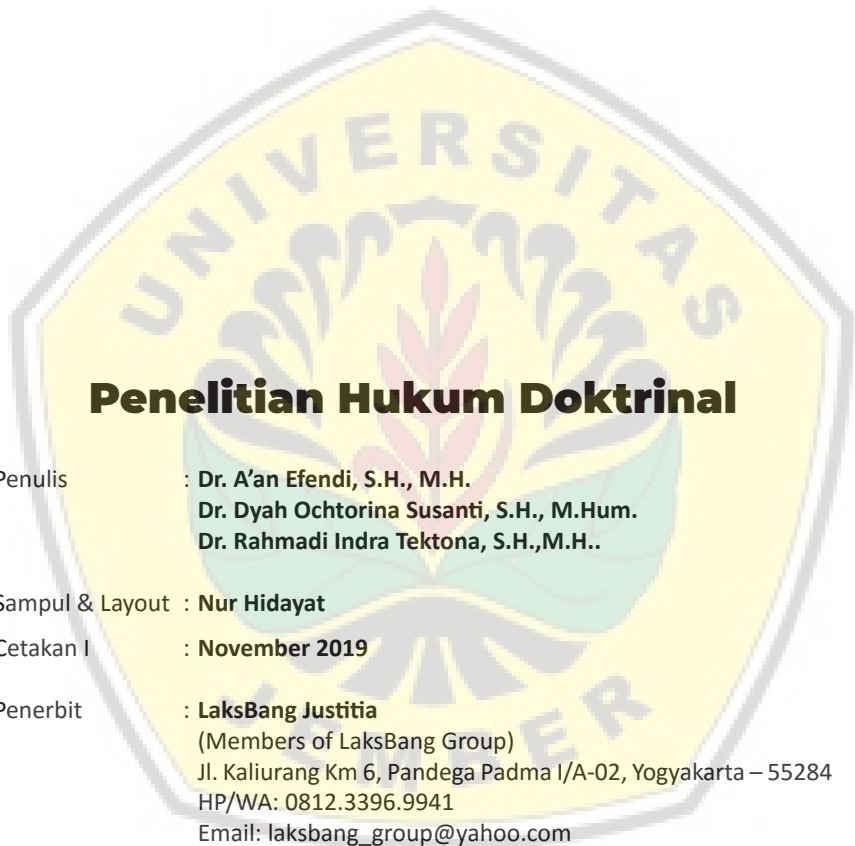 UNIVERSITAS
Penelitian Hukum Doktrinal
Penulis : Dr. A'an Efendi, S.H., M.H.
Dr. Dyah Ochtorina Susanti, S.H., M.Hum.
Dr. Rahmadi Indra Tektona, S.H.,M.H..
Sampul & Layout : Nur Hidayat
Cetakan I : November 2019
Penerbit : LaksBang Justitia
(Members of LaksBang Group)
Jl. Kaliurang Km 6, Pandega Padma I/A-02, Yogyakarta – 55284
HP/WA: 0812.3396.9941
Email: laksbang_group@yahoo.com
JEMBER